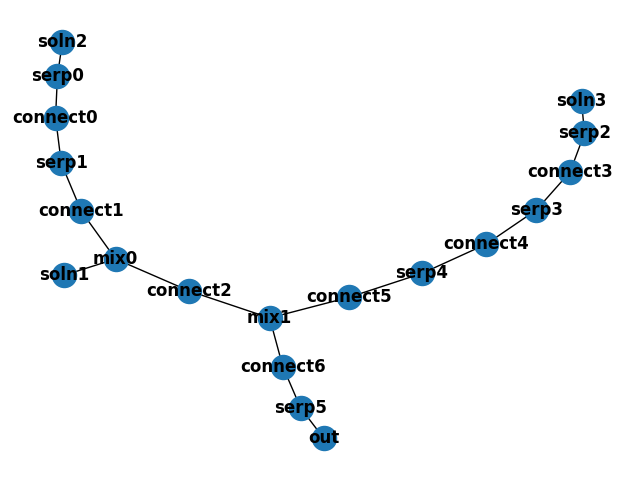 soln2
serp0
soln3
connect0
serp2
serp1
connect3
connect1
serp3
connect4
mix0
soln1
serp4
connect2
connect5
mix1
connect6
serp5
out